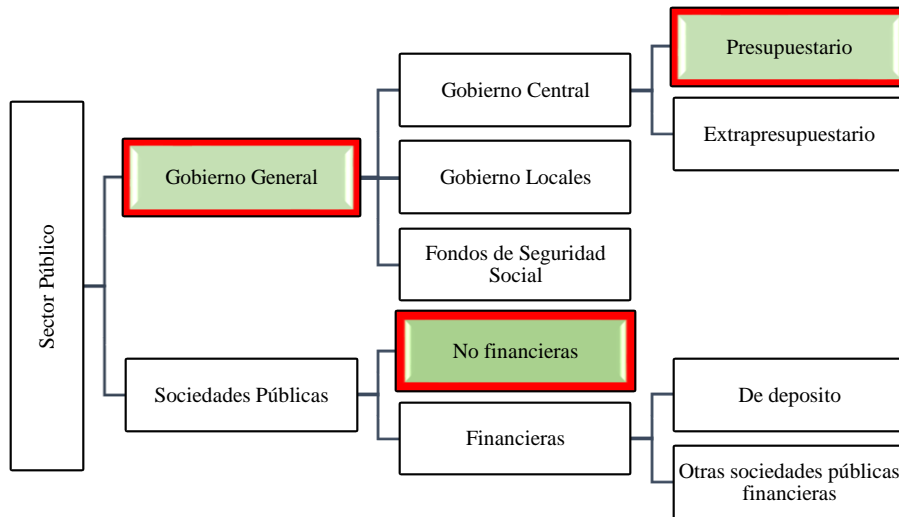 Sector Público
Gobierno General
Gobierno Central
Presupuestario
Extrapresupuestario
Gobierno Locales
Fondos de Seguridad
Social
Sociedades Públicas
No financieras
Financieras
De deposito
Otras sociedades públicas
financieras